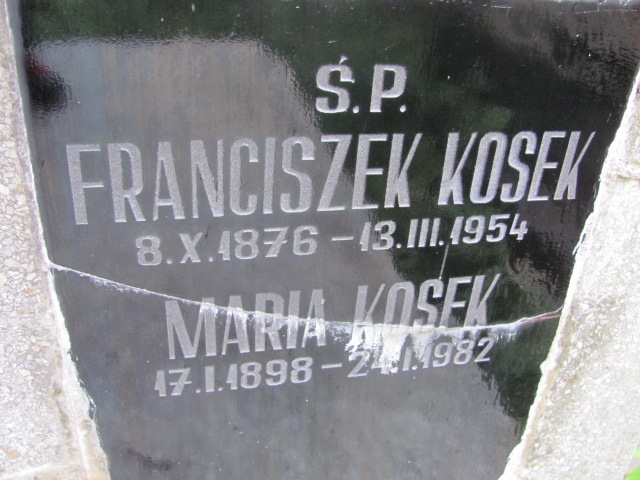 Ś.P.
FRANCISZEK KOSEK
8.X.1876 - 13.III.1954
MARIA KOSEK
17.I.1898 - 24.I.1982